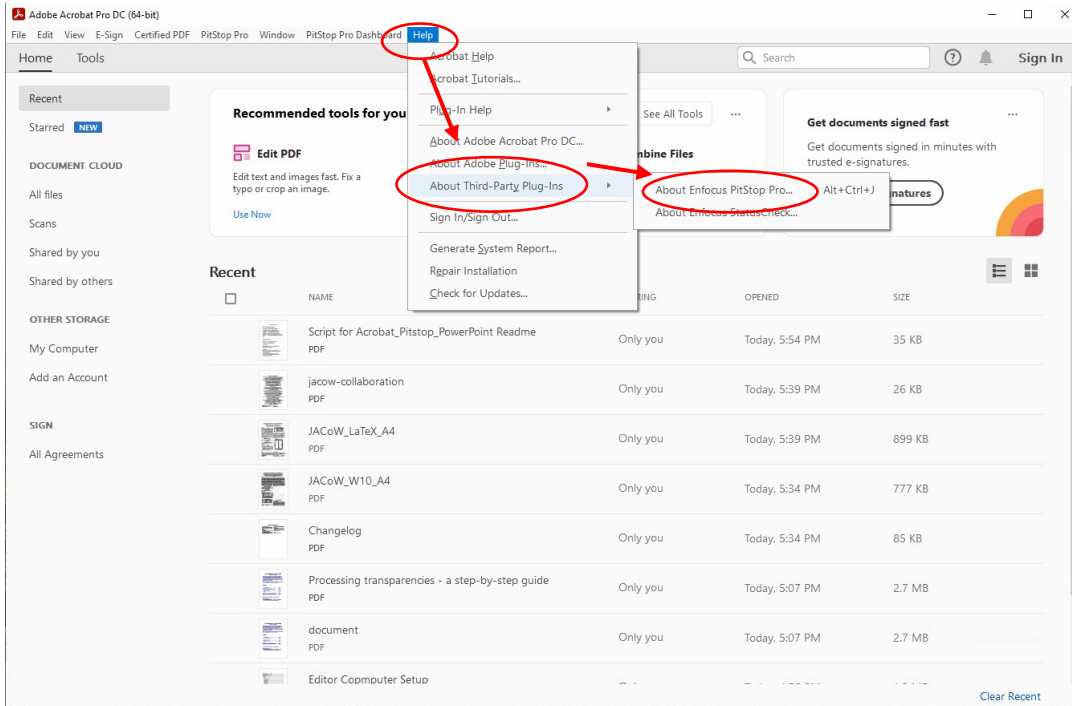 Adobe Acrobat Pro DC (64-bit)
File Edit View E-Sign Certified PDF PitStop Pro Window PitStop Pro Dashboard Help
Home Tools
Search
Sign In
Acrobat Help
Acrobat Tutorials...
Plug-In Help
About Adobe Acrobat Pro DC...
About Adobe Plug-Ins...
About Third-Party Plug-Ins
Sign In/Sign Out...
Generate System Report...
Repair Installation
Check for Updates...
About Enfocus PitStop Pro... Alt+Ctrl+J
About Enfocus StatusCheck...
Recent
Starred NEW
DOCUMENT CLOUD
All files
Scans
Shared by you
Shared by others
OTHER STORAGE
My Computer
Add an Account
SIGN
All Agreements
Recommended tools for you
See All Tools
Edit PDF
Edit text and images fast. Fix a
typo or crop an image.
Use Now
mbine Files
Get documents signed fast
Get documents signed in minutes with
trusted e-signatures.
natures
Recent
NAME RING OPENED SIZE
Script for Acrobat_Pitstop_PowerPoint Readme
PDF
Only you Today, 5:54 PM 35 KB
jacow-collaboration
PDF
Only you Today, 5:39 PM 26 KB
JACoW_LaTeX_A4
PDF
Only you Today, 5:39 PM 899 KB
JACoW_W10_A4
PDF
Only you Today, 5:34 PM 777 KB
Changelog
PDF
Only you Today, 5:34 PM 85 KB
Processing transparencies - a step-by-step guide
PDF
Only you Today, 5:07 PM 2.7 MB
document
PDF
Only you Today, 5:07 PM 2.7 MB
Editor Copmputer Setup
Clear Recent